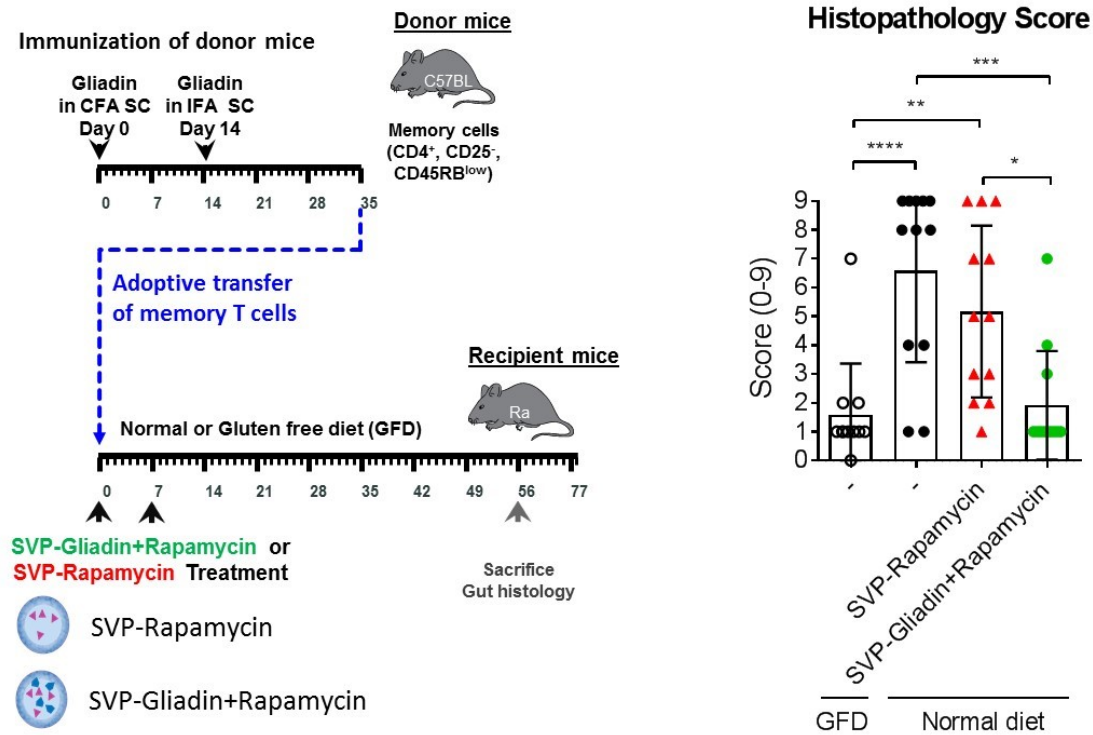 Immunization of donor mice
Gliadin
in CFA SC
Day 0
Gliadin
in IFA SC
Day 14
Donor mice
C57BL
Memory cells
(CD4+, CD25-,
CD45RBlow)
0 7 14 21 28 35
Adoptive transfer
of memory T cells
Recipient mice
Ra
Normal or Gluten free diet (GFD)
0 7 14 21 28 35 42 49 56 77
SVP-Gliadin+Rapamycin or
SVP-Rapamycin Treatment
Sacrifice
Gut histology
SVP-Rapamycin
SVP-Gliadin+Rapamycin
Histopathology Score
***
**
****
*
Score (0-9)
9
8
7
6
5
4
3
2
1
0
-
-
SVP-Rapamycin
SVP-Gliadin+Rapamycin
GFD
Normal diet